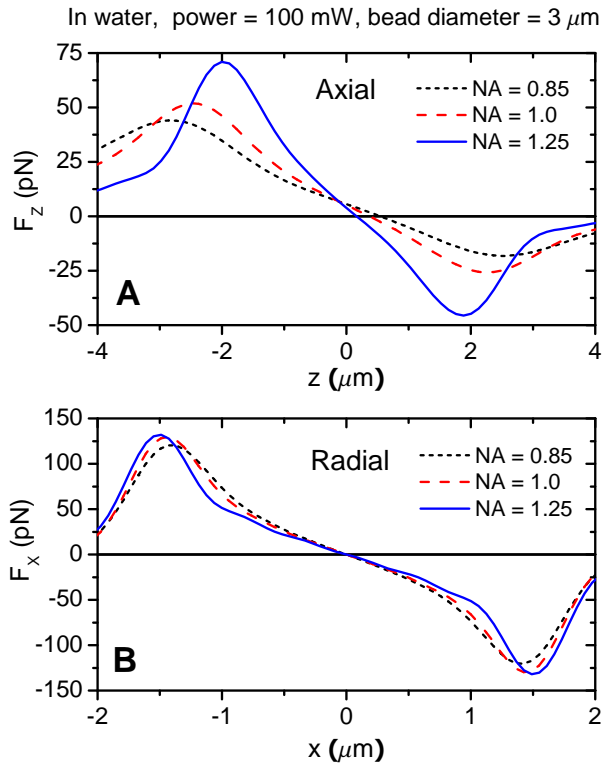 In water, power = 100 mW, bead diameter = 3 μm
75
50
25
0
-25
-50
F_Z (pN)
Axial
NA = 0.85
NA = 1.0
NA = 1.25
A
-4
-2
0
2
4
z (μm)
150
100
50
0
-50
-100
-150
F_X (pN)
Radial
NA = 0.85
NA = 1.0
NA = 1.25
B
-2
-1
0
1
2
x (μm)